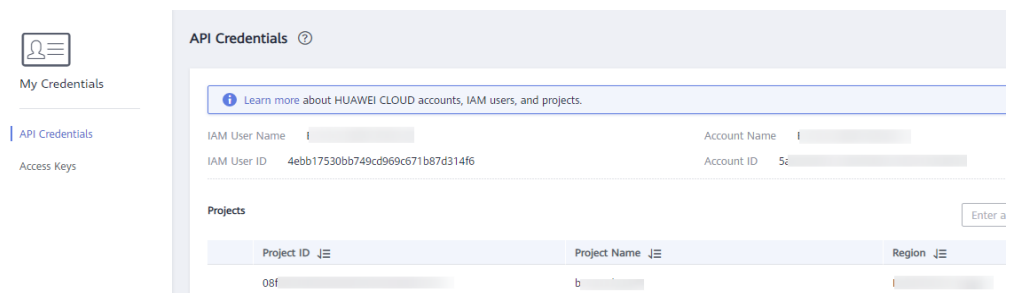 API Credentials
My Credentials
Learn more about HUAWEI CLOUD accounts, IAM users, and projects.
API Credentials
IAM User Name
Account Name
Access Keys
IAM User ID 4ebb17530bb749cd969c671b87d314f6
Account ID 5a
Projects
Enter a
Project ID
Project Name
Region
08f
b